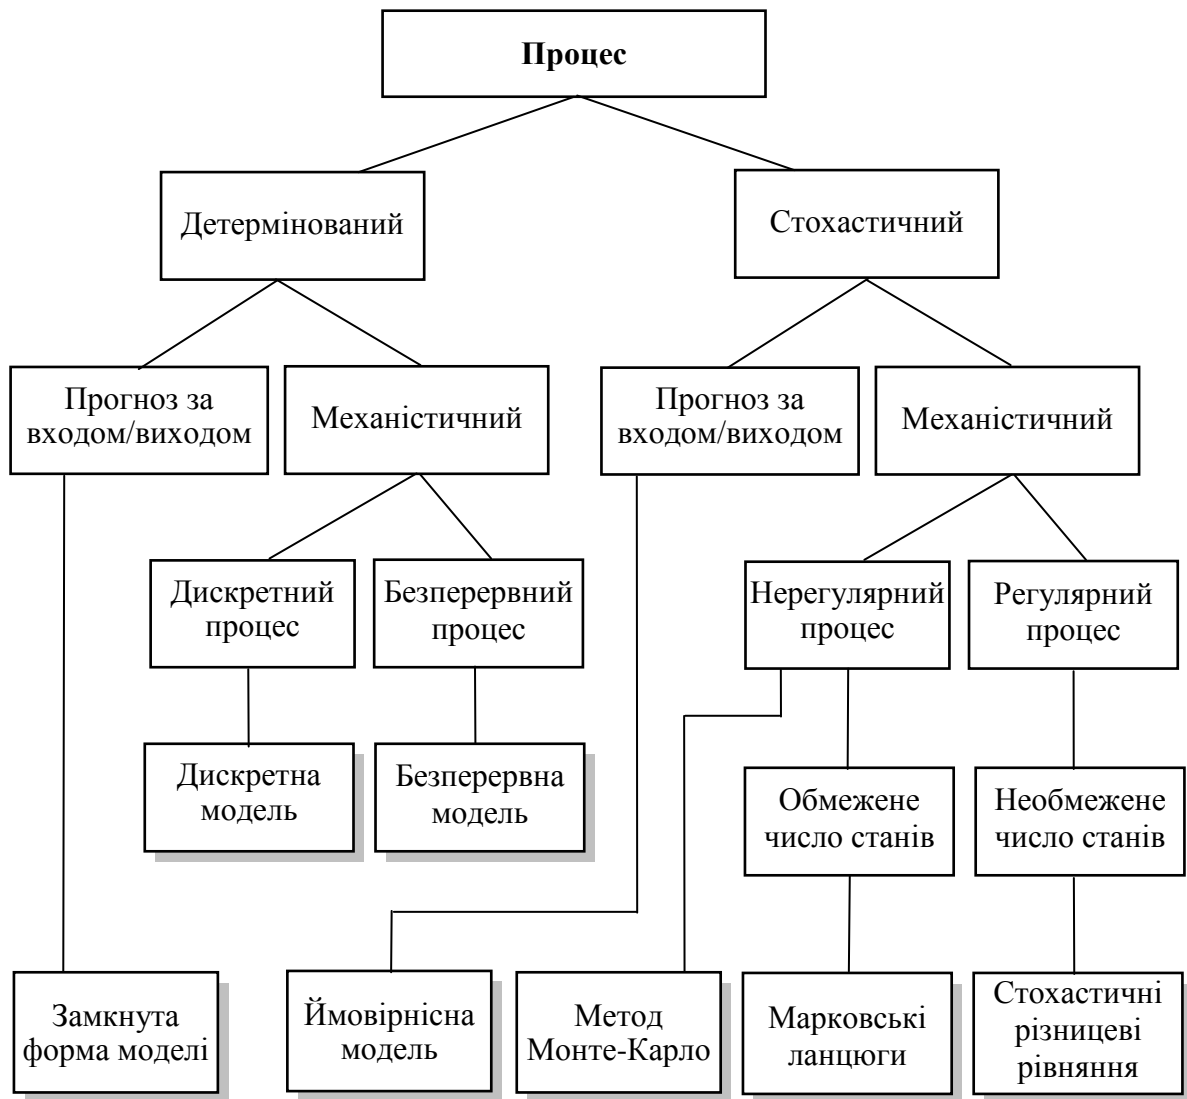 Процес
Детермінований
Стохастичний
Прогноз за
входом/виходом
Механістичний
Прогноз за
входом/виходом
Механістичний
Дискретний
процес
Безперервний
процес
Нерегулярний
процес
Регулярний
процес
Дискретна
модель
Безперервна
модель
Обмежене
число станів
Необмежене
число станів
Замкнута
форма моделі
Ймовірнісна
модель
Метод
Монте-Карло
Марковські
ланцюги
Стохастичні
різницеві
рівняння